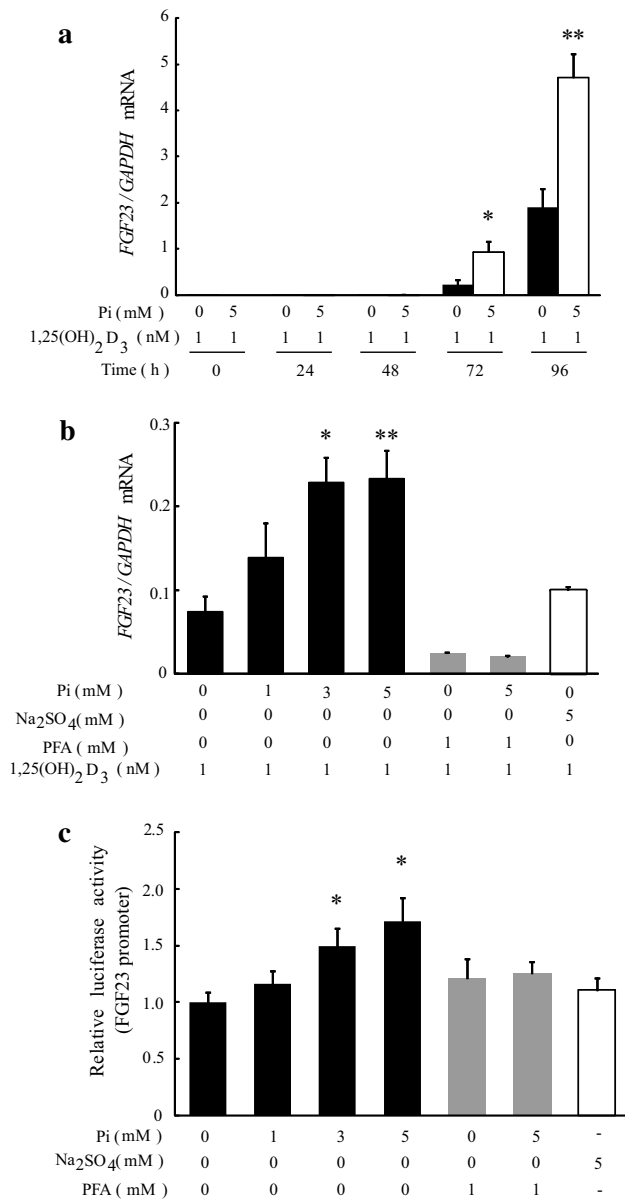 a
**
6
5
4
3
2
1
0
*
FGF23/GAPDH mRNA
Pi (mM) 0 5 0 5 0 5 0 5 0 5
1,25(OH)2D3 (nM) 1 1 1 1 1 1 1 1 1 1
Time (h) 0 24 48 72 96
b
0.3
0.2
0.1
0
* **
FGF23/GAPDH mRNA
Pi (mM) 0 1 3 5 0 5 0
Na2SO4(mM) 0 0 0 0 0 0 5
PFA (mM) 0 0 0 0 1 1 0
1,25(OH)2D3 (nM) 1 1 1 1 1 1 1
c
2.5
2.0
1.5
1.0
0.5
0
* *
Relative luciferase activity
(FGF23 promoter)
Pi (mM) 0 1 3 5 0 5 -
Na2SO4(mM) 0 0 0 0 0 0 5
PFA (mM) 0 0 0 0 1 1 -